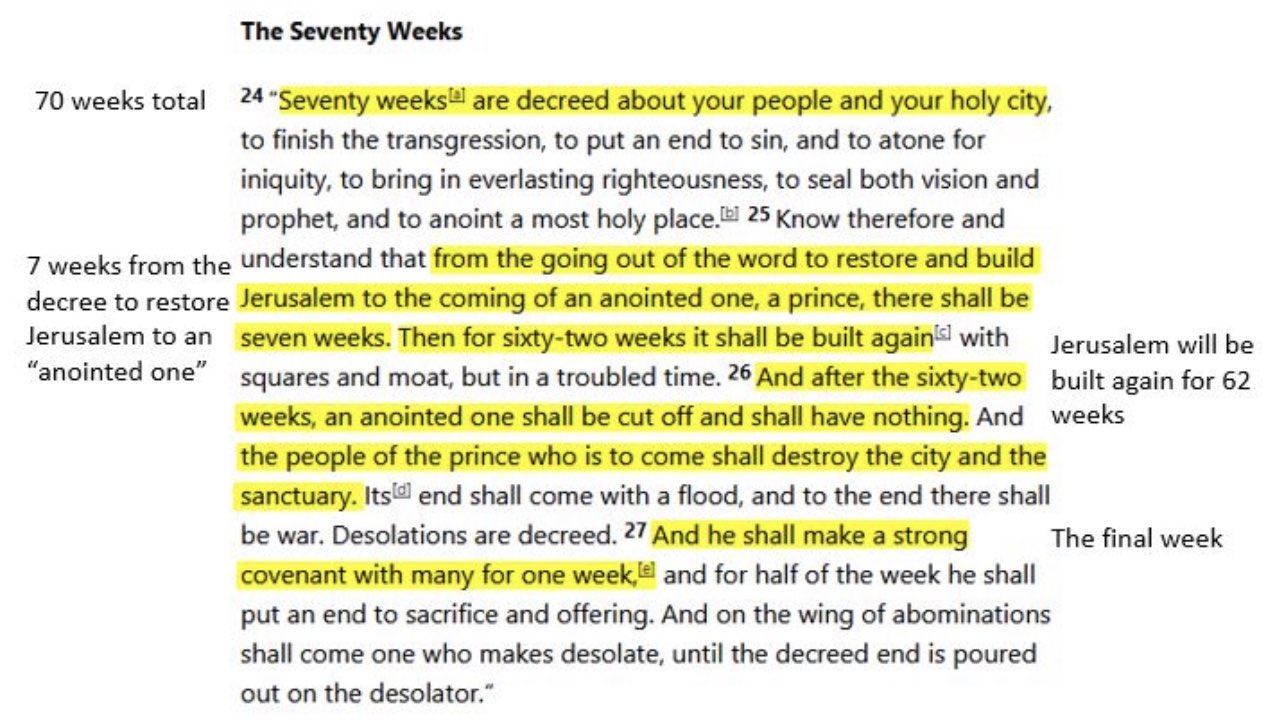 The Seventy Weeks
70 weeks total
24 “Seventy weeks[a] are decreed about your people and your holy city,
to finish the transgression, to put an end to sin, and to atone for
iniquity, to bring in everlasting righteousness, to seal both vision and
prophet, and to anoint a most holy place.[b] 25 Know therefore and
understand that from the going out of the word to restore and build
Jerusalem to the coming of an anointed one, a prince, there shall be
seven weeks. Then for sixty-two weeks it shall be built again[c] with
squares and moat, but in a troubled time. 26 And after the sixty-two
weeks, an anointed one shall be cut off and shall have nothing. And
the people of the prince who is to come shall destroy the city and the
sanctuary. Its[d] end shall come with a flood, and to the end there shall
be war. Desolations are decreed. 27 And he shall make a strong
covenant with many for one week,[e] and for half of the week he shall
put an end to sacrifice and offering. And on the wing of abominations
shall come one who makes desolate, until the decreed end is poured
out on the desolator.”
7 weeks from the
decree to restore
Jerusalem to an
“anointed one”
Jerusalem will be
built again for 62
weeks
The final week